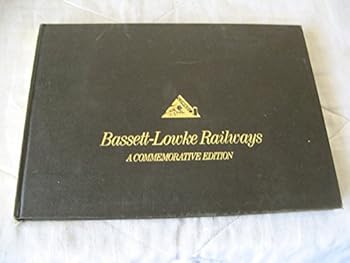 Bassett-Lowke Railways
A COMMEMORATIVE EDITION